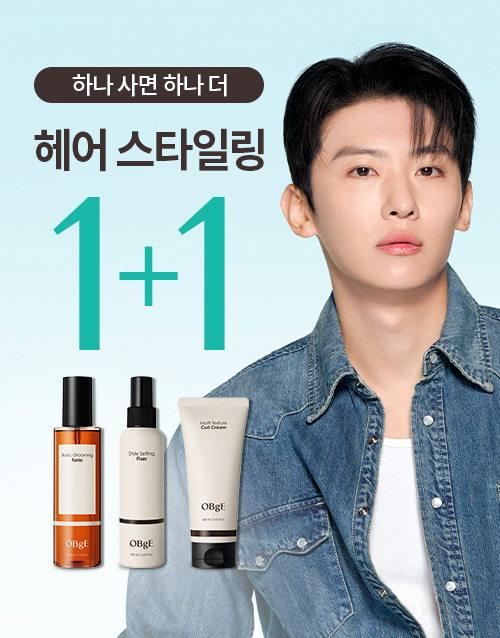 하나 사면 하나 더
헤어 스타일링
1+1
Basic Grooming
Tonic
OBgE
Style Setting
Fixer
OBgE
Multi Texture
Curl Cream
OBgE